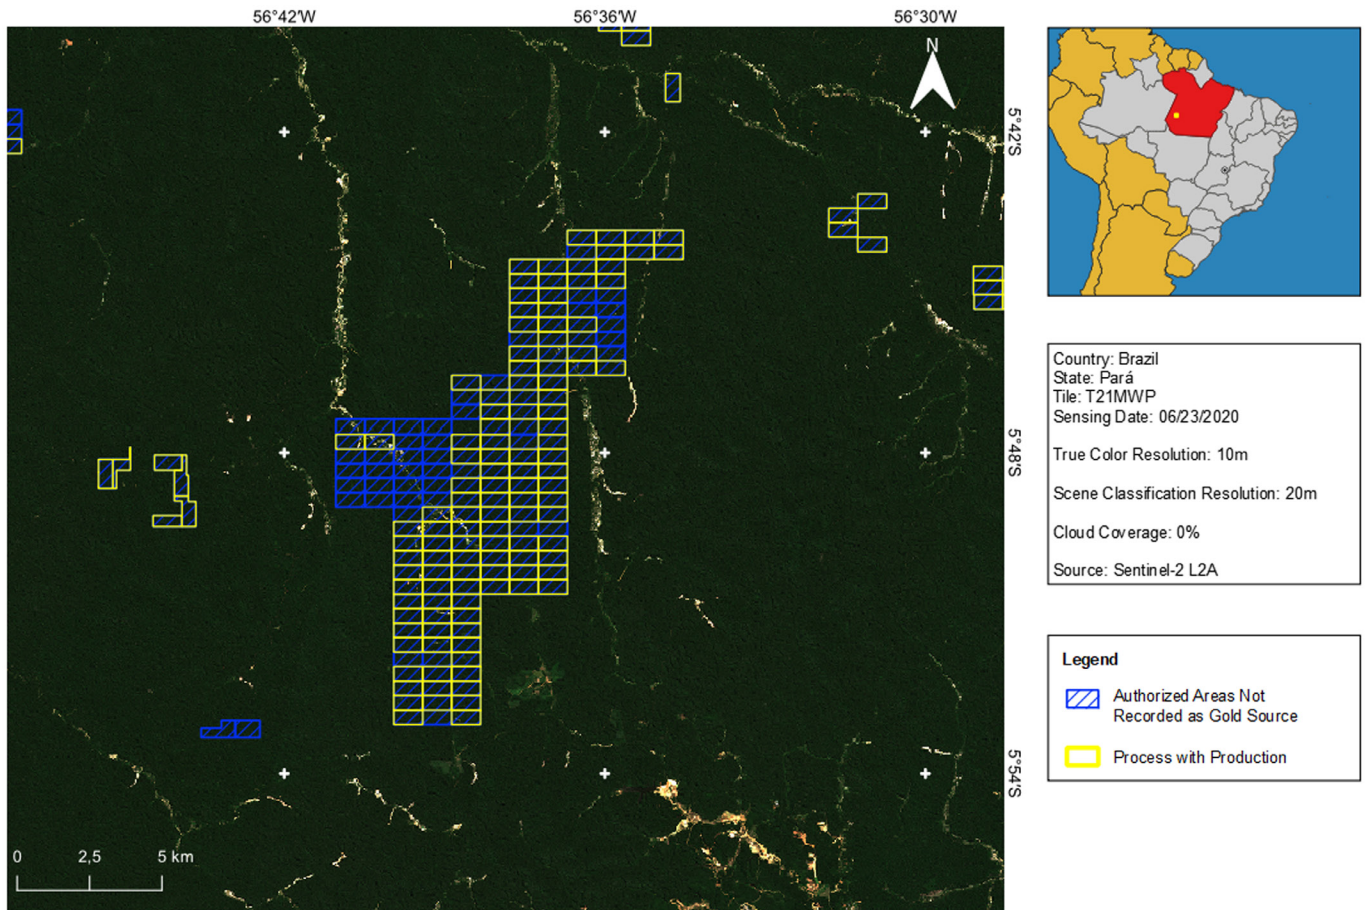 56°42'W 56°36'W 56°30'W
N
5°42'S
5°48'S
5°54'S
0 2,5 5 km
Country: Brazil
State: Pará
Tile: T21MWP
Sensing Date: 06/23/2020
True Color Resolution: 10m
Scene Classification Resolution: 20m
Cloud Coverage: 0%
Source: Sentinel-2 L2A
Legend
Authorized Areas Not
Recorded as Gold Source
Process with Production